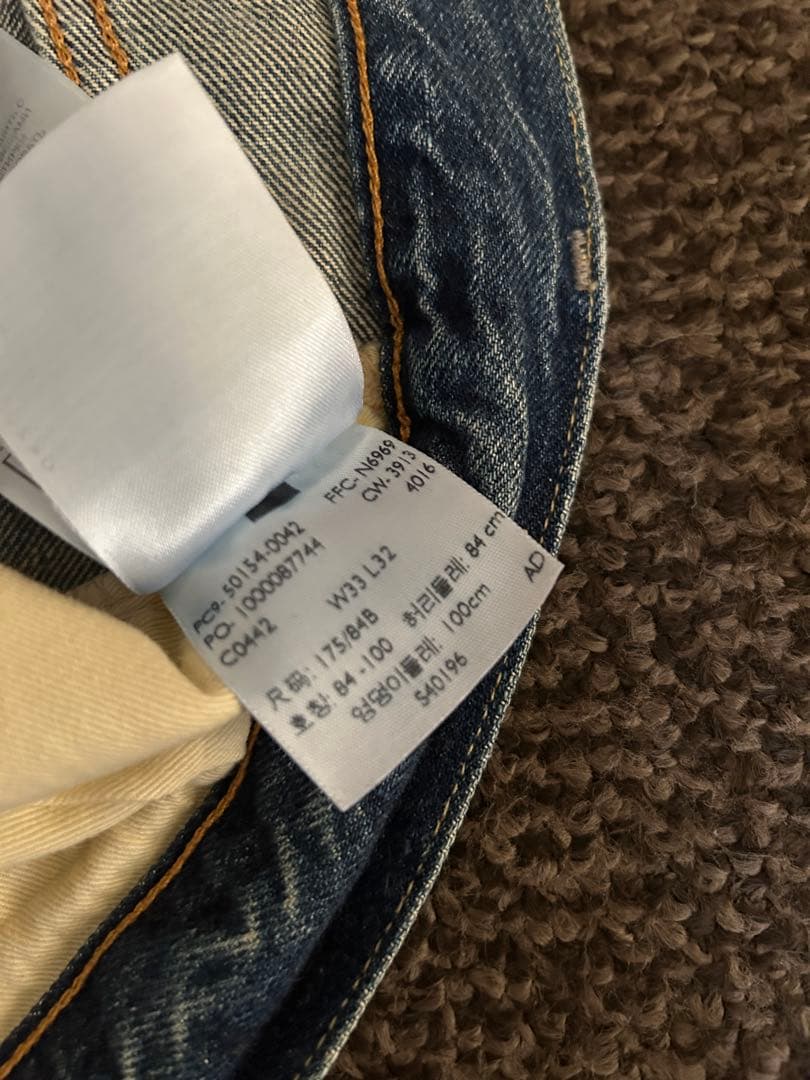 FFC- N6969
CW- 3913
4016
PC9- 50154-0042
PO- 1000087744
C0442
W33 L32
尺碼: 175/84B
호칭: 84 -100
허리둘레: 84 cm
엉덩이둘레: 100cm
S40196
AD